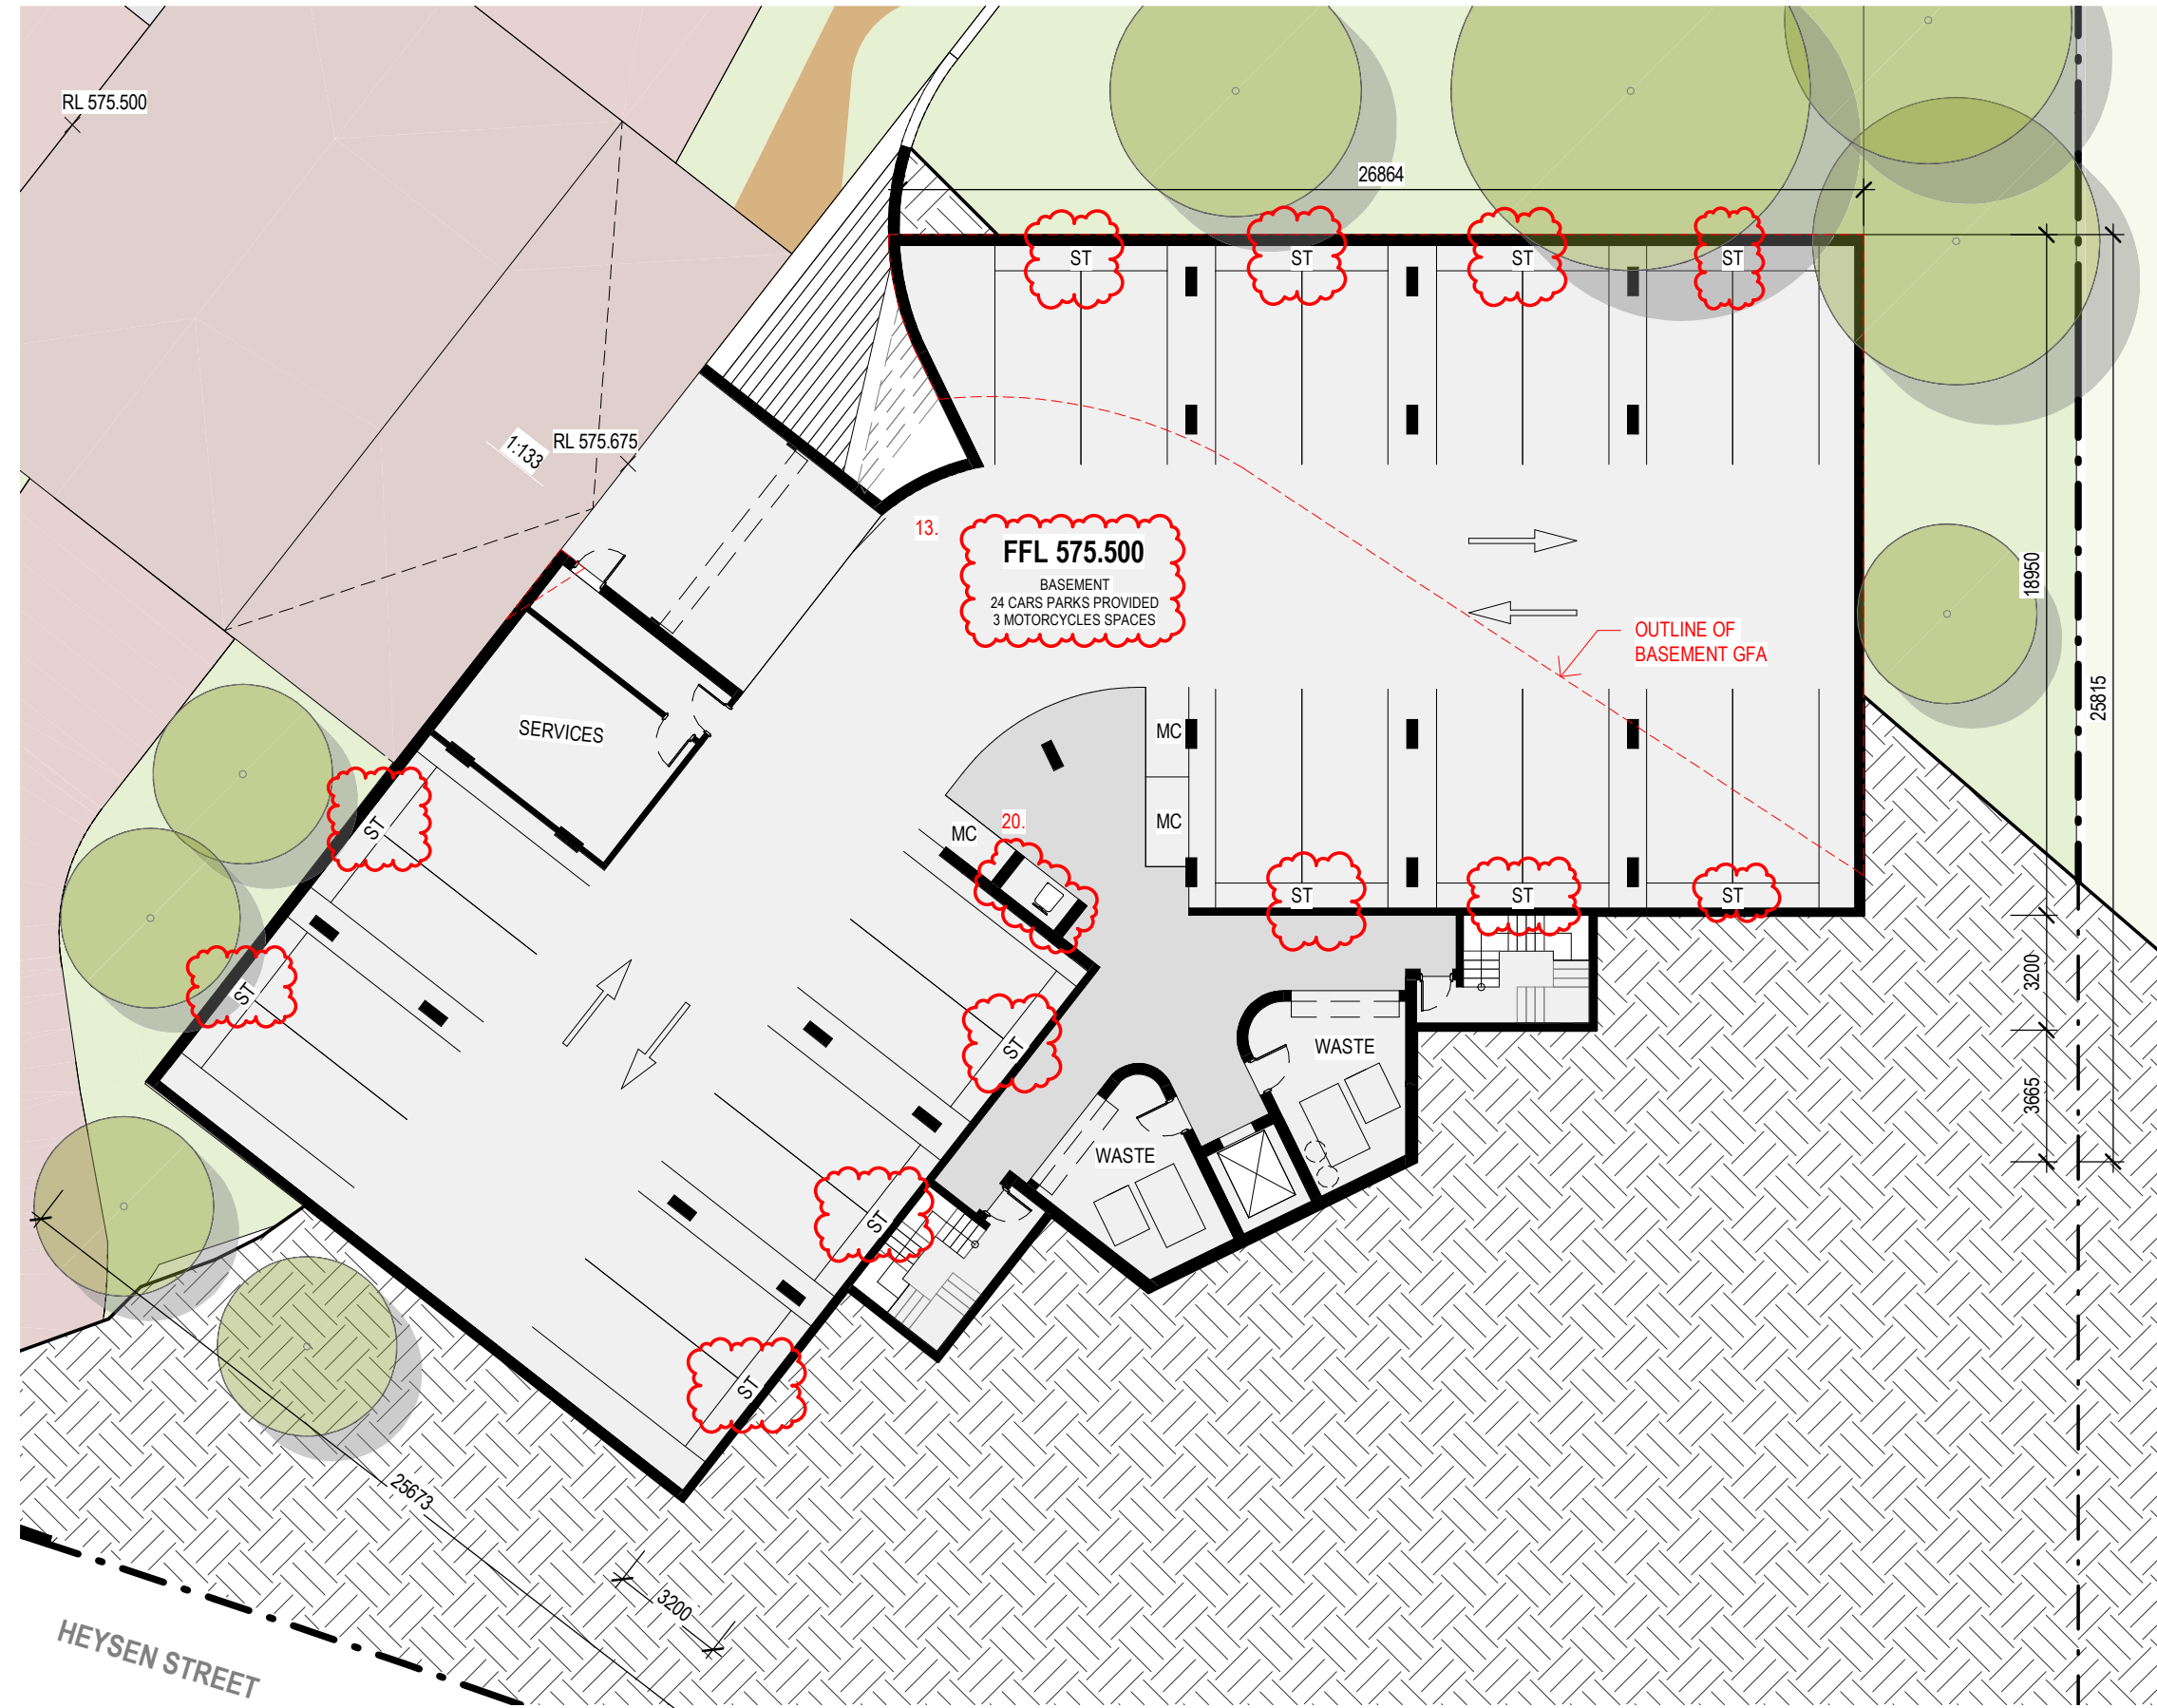 RL 575.500
26864
ST
ST
ST
ST
1:133
RL 575.675
13.
FFL 575.500
BASEMENT
24 CARS PARKS PROVIDED
3 MOTORCYCLES SPACES
18950
OUTLINE OF
BASEMENT GFA
25815
SERVICES
MC
MC
MC
20.
ST
ST
ST
ST
ST
ST
ST
ST
3200
WASTE
WASTE
3665
25673
3200
HEYSEN STREET